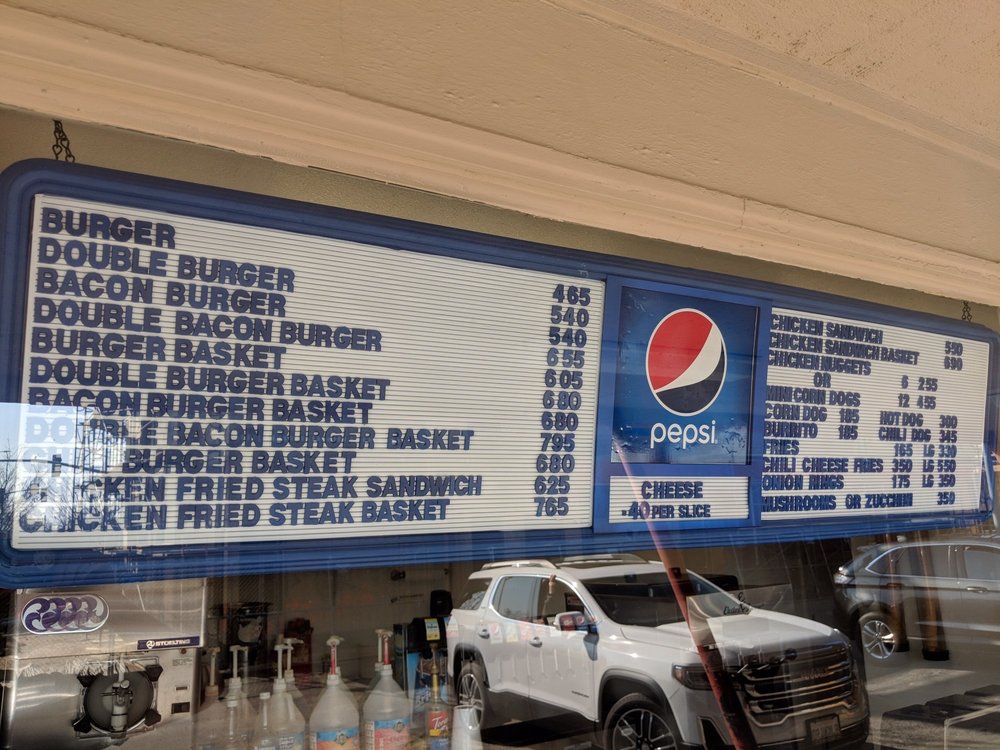 BURGER 465
DOUBLE BURGER 540
BACON BURGER 540
DOUBLE BACON BURGER 655
BURGER BASKET 605
DOUBLE BURGER BASKET 680
BACON BURGER BASKET 680
DOUBLE BACON BURGER BASKET 795
BURGER BASKET 680
CHICKEN FRIED STEAK SANDWICH 625
CHICKEN FRIED STEAK BASKET 765
pepsi
CHEESE
.40 PER SLICE
CHICKEN SANDWICH 550
CHICKEN SANDWICH BASKET 690
CHICKEN NUGGETS
OR 6 255
MINI CORN DOGS 12 455
CORN DOG 185 HOT DOG 300
BURRITO 185 CHILI DOG 345
FRIES 165 LG 330
CHILI CHEESE FRIES 350 LG 550
ONION RINGS 175 LG 350
MUSHROOMS OR ZUCCHINI 350
STOELTING